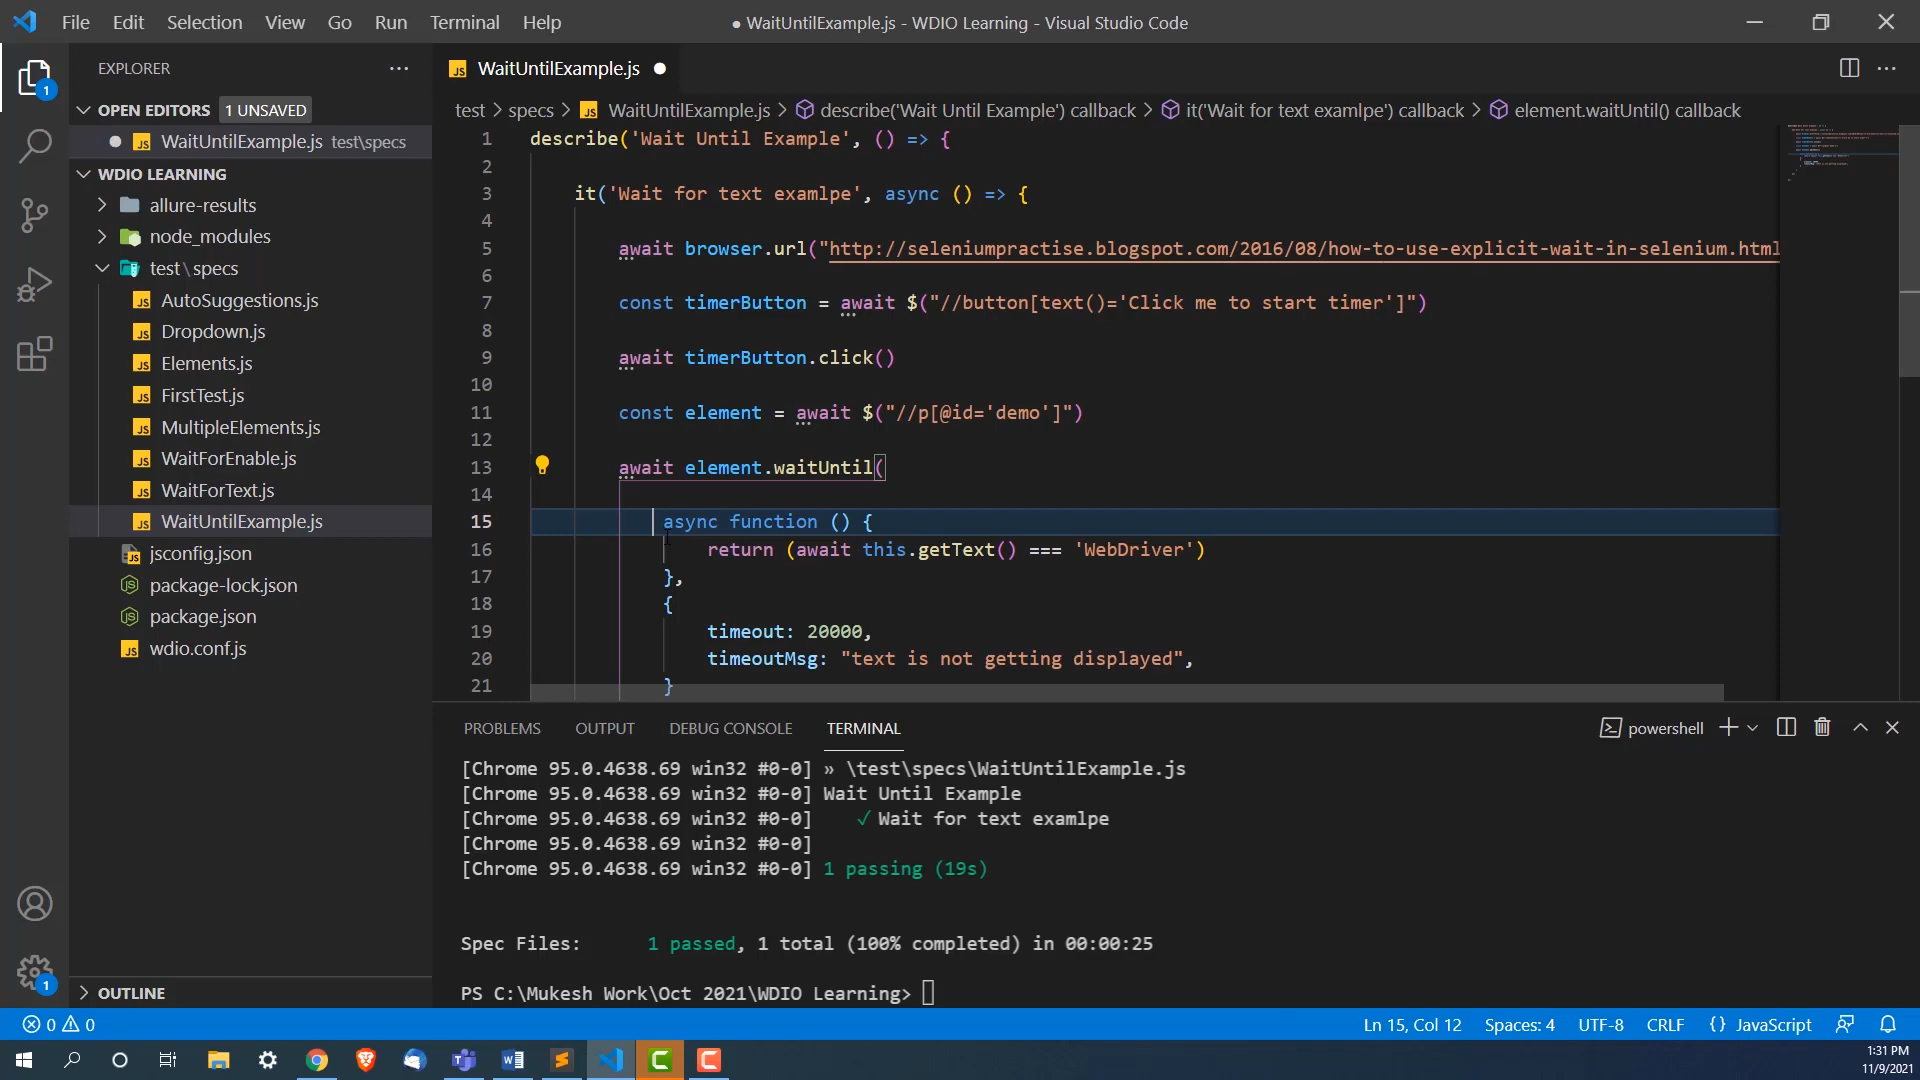 File Edit Selection View Go Run Terminal Help
● WaitUntilExample.js - WDIO Learning - Visual Studio Code
EXPLORER
OPEN EDITORS 1 UNSAVED
WaitUntilExample.js test\specs
WDIO LEARNING
allure-results
node_modules
test\specs
AutoSuggestions.js
Dropdown.js
Elements.js
FirstTest.js
MultipleElements.js
WaitForEnable.js
WaitForText.js
WaitUntilExample.js
jsconfig.json
package-lock.json
package.json
wdio.conf.js
OUTLINE
WaitUntilExample.js
test > specs > WaitUntilExample.js > describe('Wait Until Example') callback > it('Wait for text examlpe') callback > element.waitUntil() callback
1 describe('Wait Until Example', () => {
2
3 it('Wait for text examlpe', async () => {
4
5 await browser.url("http://seleniumpractise.blogspot.com/2016/08/how-to-use-explicit-wait-in-selenium.html
6
7 const timerButton = await $("//button[text()='Click me to start timer']")
8
9 await timerButton.click()
10
11 const element = await $("//p[@id='demo']")
12
13 await element.waitUntil(
14
15 async function () {
16 return (await this.getText() === 'WebDriver')
17 },
18 {
19 timeout: 20000,
20 timeoutMsg: "text is not getting displayed",
21 }
PROBLEMS OUTPUT DEBUG CONSOLE TERMINAL
powershell
[Chrome 95.0.4638.69 win32 #0-0] » \test\specs\WaitUntilExample.js
[Chrome 95.0.4638.69 win32 #0-0] Wait Until Example
[Chrome 95.0.4638.69 win32 #0-0] ✓ Wait for text examlpe
[Chrome 95.0.4638.69 win32 #0-0]
[Chrome 95.0.4638.69 win32 #0-0] 1 passing (19s)
Spec Files: 1 passed, 1 total (100% completed) in 00:00:25
PS C:\Mukesh Work\Oct 2021\WDIO Learning>
0 0
Ln 15, Col 12 Spaces: 4 UTF-8 CRLF {} JavaScript
1:31 PM
11/9/2021